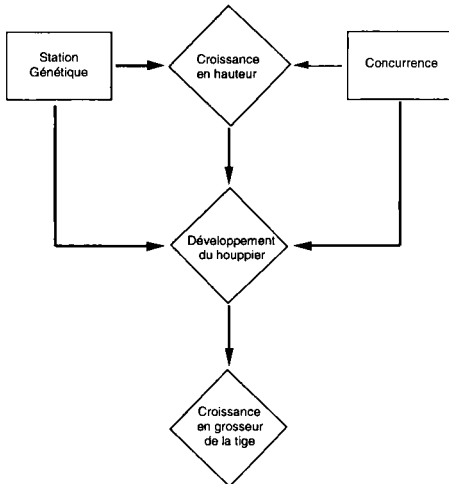 Station
Génétique
Croissance
en hauteur
Concurrence
Développement
du houppier
Croissance
en grosseur
de la tige